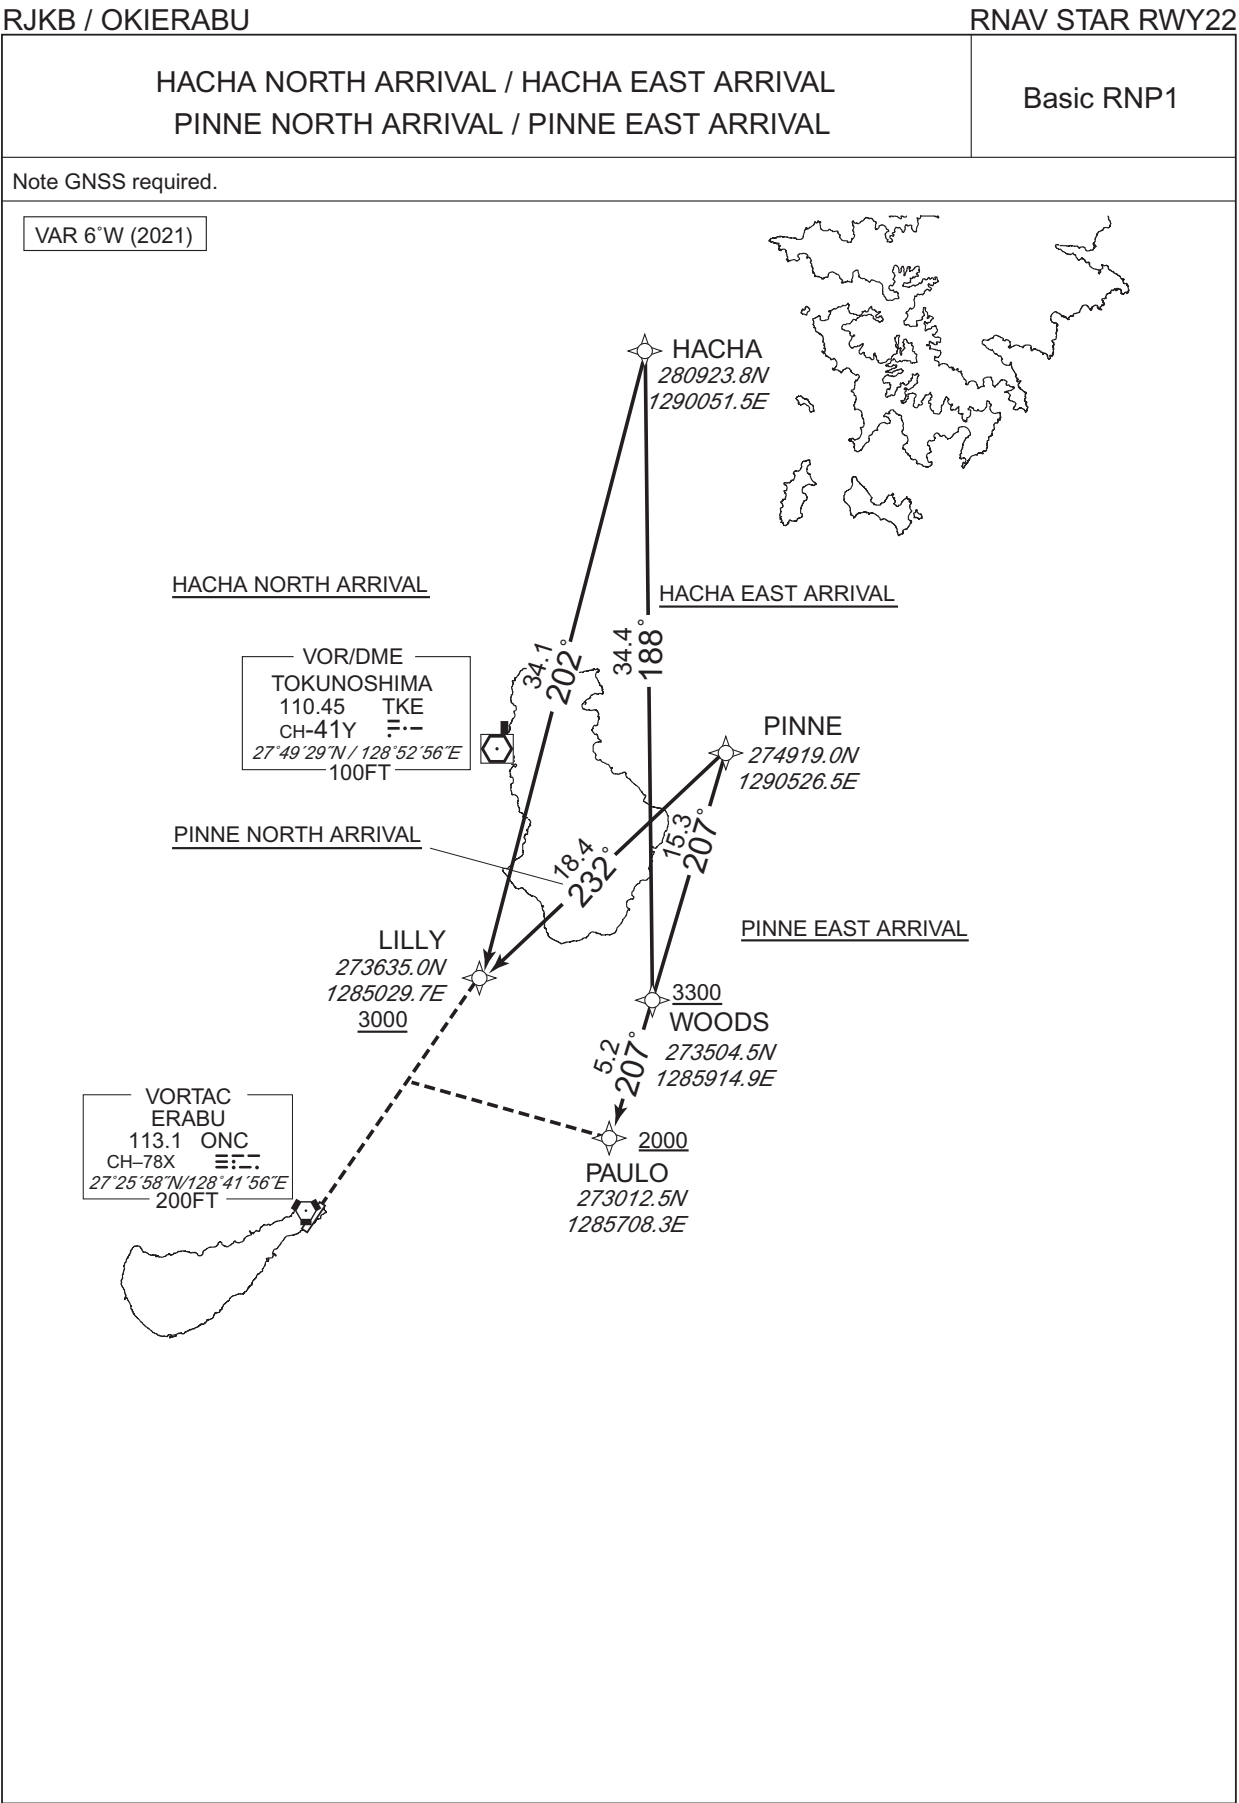 RJKB / OKIERABU
RNAV STAR RWY22
HACHA NORTH ARRIVAL / HACHA EAST ARRIVAL
PINNE NORTH ARRIVAL / PINNE EAST ARRIVAL
Basic RNP1
Note GNSS required.
VAR 6˚W (2021)
HACHA
280923.8N
1290051.5E
HACHA NORTH ARRIVAL
HACHA EAST ARRIVAL
34.1
202°
34.4
188°
VOR/DME
TOKUNOSHIMA
110.45 TKE
CH-41Y
27˚49´29˝N / 128˚52´56˝E
100FT
PINNE
274919.0N
1290526.5E
PINNE NORTH ARRIVAL
18.4
232°
15.3
207°
PINNE EAST ARRIVAL
LILLY
273635.0N
1285029.7E
3000
3300
WOODS
273504.5N
1285914.9E
5.2
207°
VORTAC
ERABU
113.1 ONC
CH–78X
27˚25´58˝N/128˚41´56˝E
200FT
2000
PAULO
273012.5N
1285708.3E